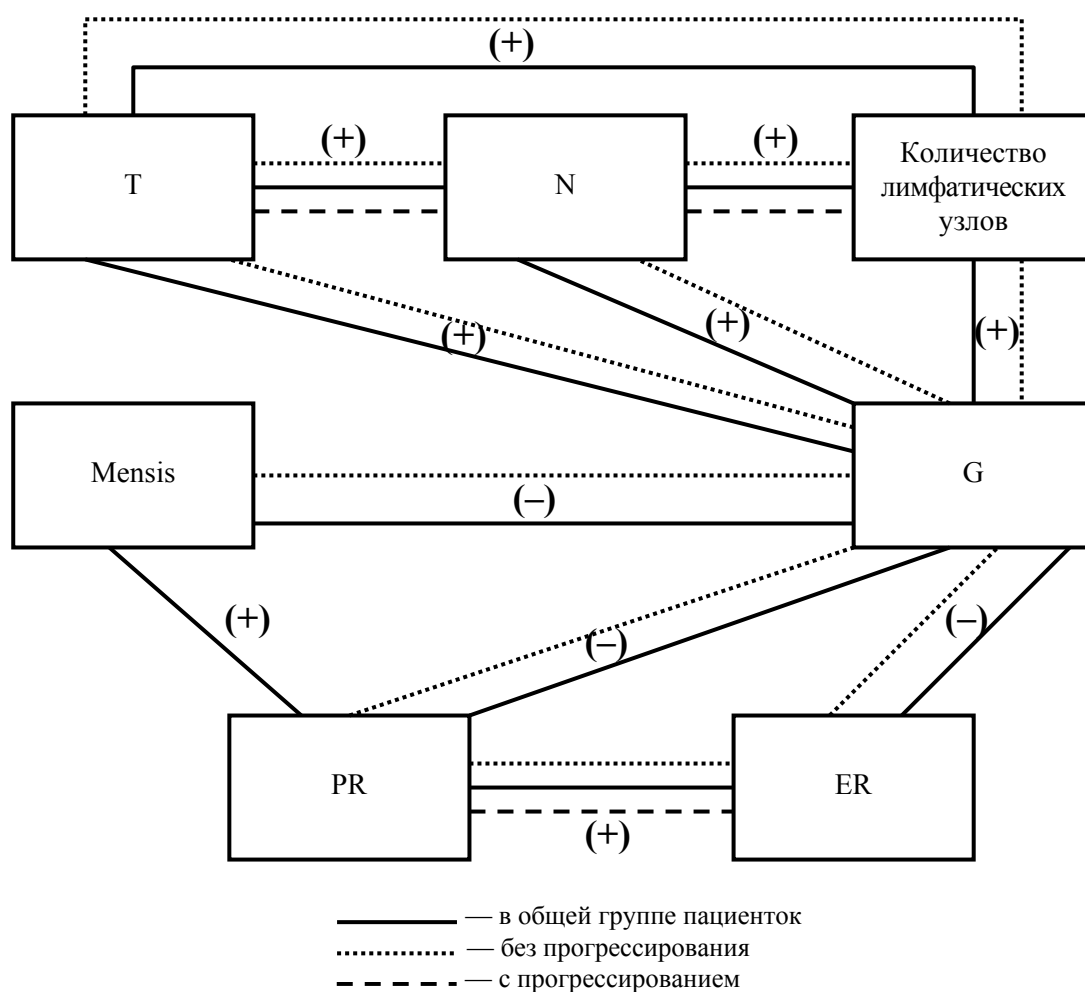 (+)
(+)
(+)
T
N
Количество
лимфатических
узлов
(+)
(+)
(+)
Mensis
G
(–)
(+)
(–)
(–)
PR
ER
(+)
— в общей группе пациенток
— без прогрессирования
— с прогрессированием